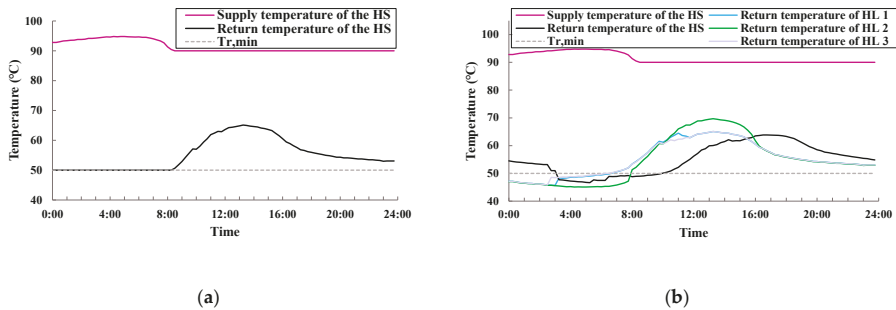 Supply temperature of the HS
Return temperature of the HS
Tr,min
100
90
80
70
60
50
40
Temperature (°C)
0:00
4:00
8:00
12:00
16:00
20:00
24:00
Time
(a)
Supply temperature of the HS
Return temperature of HL 1
Return temperature of the HS
Return temperature of HL 2
Tr,min
Return temperature of HL 3
100
90
80
70
60
50
40
Temperature (°C)
0:00
4:00
8:00
12:00
16:00
20:00
24:00
Time
(b)